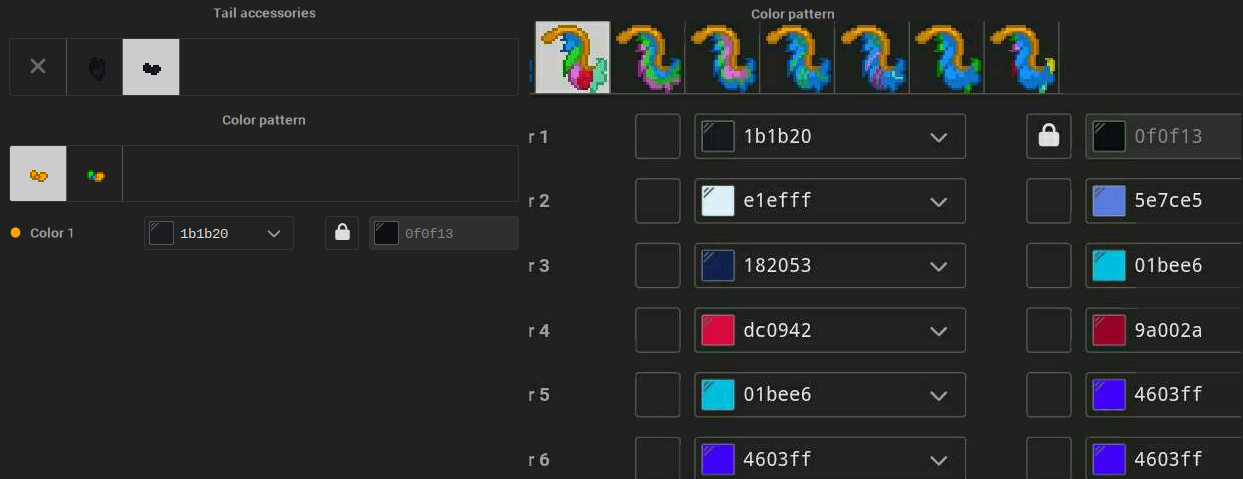 Tail accessories
Color pattern
Color 1 1b1b20 0f0f13
Color pattern
r 1 1b1b20 0f0f13
r 2 e1efff 5e7ce5
r 3 182053 01bee6
r 4 dc0942 9a002a
r 5 01bee6 4603ff
r 6 4603ff 4603ff